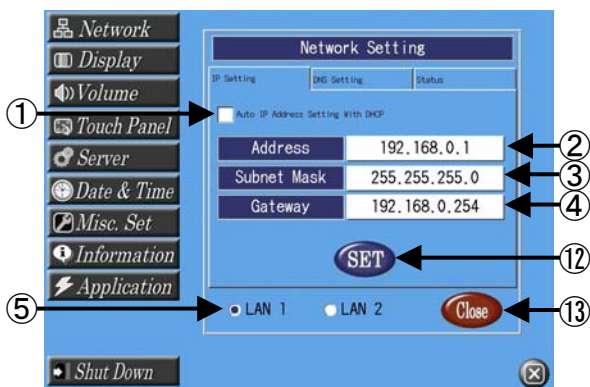 Network
Display
Volume
Touch Panel
Server
Date & Time
Misc. Set
Information
Application
Shut Down
Network Setting
IP Setting DNS Setting Status
① Auto IP Address Setting With DHCP
Address 192.168.0.1 ②
Subnet Mask 255.255.255.0 ③
Gateway 192.168.0.254 ④
SET ⑫
⑤ LAN 1 LAN 2 Close ⑬